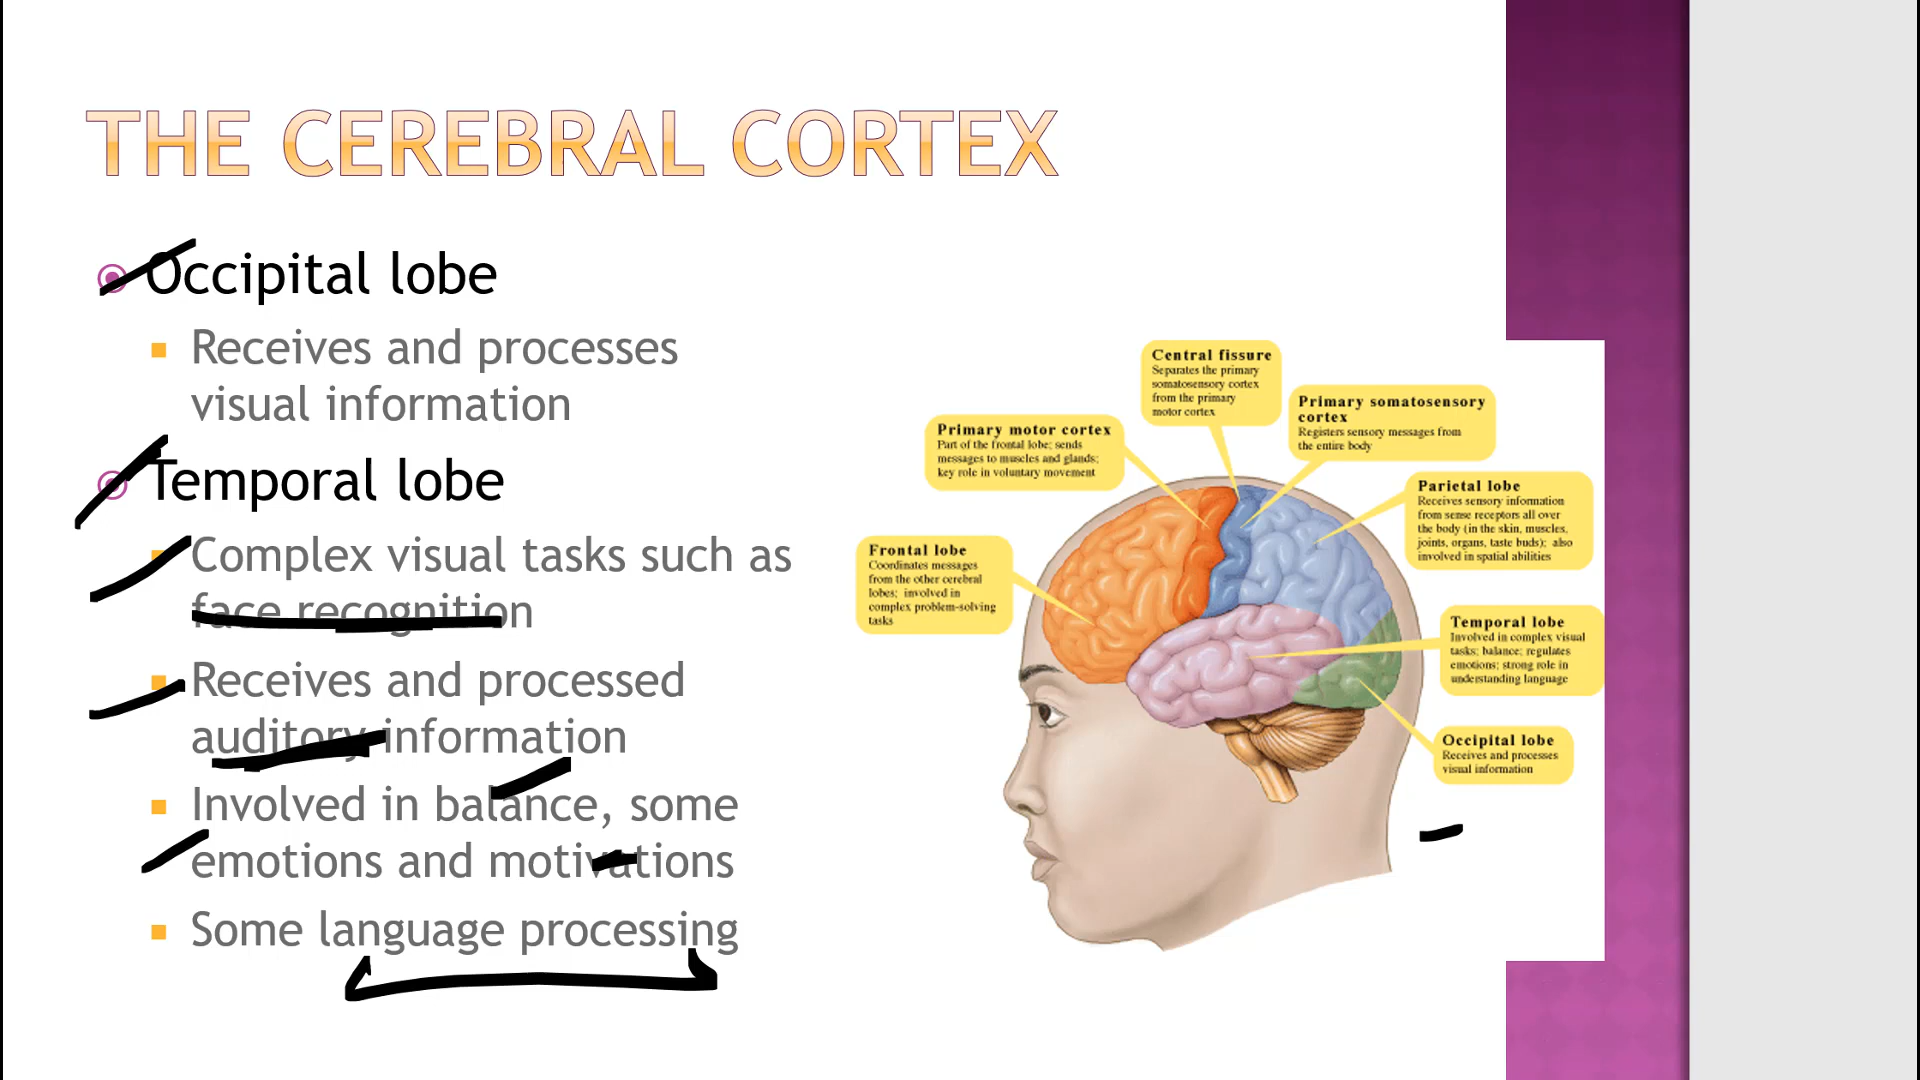 THE CEREBRAL CORTEX
Occipital lobe
Receives and processes
visual information
Temporal lobe
Complex visual tasks such as
face recognition
Receives and processed
auditory information
Involved in balance, some
emotions and motivations
Some language processing
Central fissure
Separates the primary
somatosensory cortex
from the primary
motor cortex
Primary somatosensory
cortex
Registers sensory messages from
the entire body
Primary motor cortex
Part of the frontal lobe; sends
messages to muscles and glands;
key role in voluntary movement
Parietal lobe
Receives sensory information
from sense receptors all over
the body (in the skin, muscles,
joints, organs, taste buds); also
involved in spatial abilities
Frontal lobe
Coordinates messages
from the other cerebral
lobes; involved in
complex problem-solving
tasks
Temporal lobe
Involved in complex visual
tasks; balance; regulates
emotions; strong role in
understanding language
Occipital lobe
Receives and processes
visual information